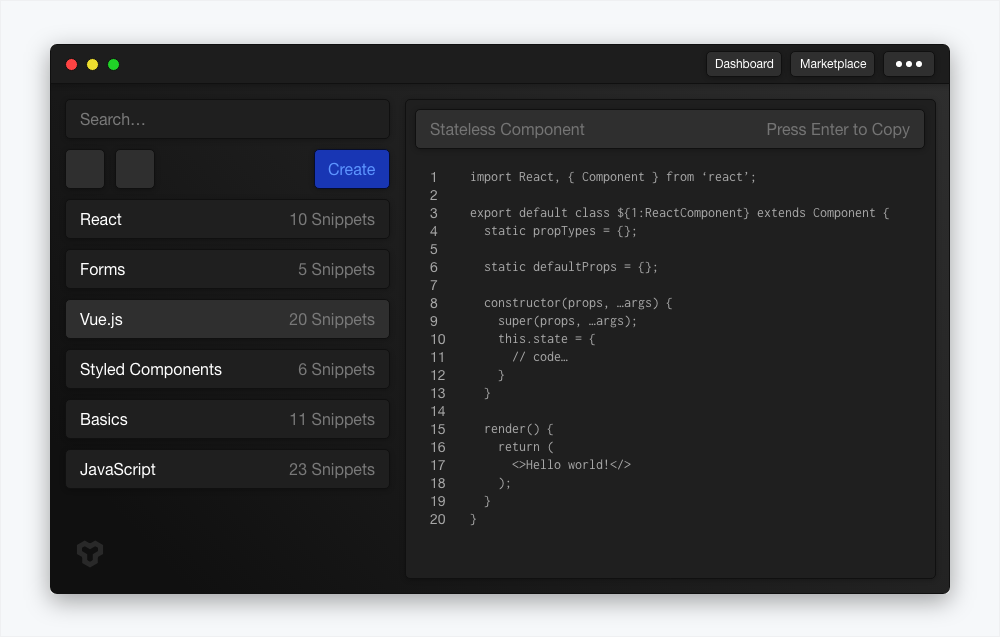 Dashboard
Marketplace
Search…
Create
React 10 Snippets
Forms 5 Snippets
Vue.js 20 Snippets
Styled Components 6 Snippets
Basics 11 Snippets
JavaScript 23 Snippets
Stateless Component Press Enter to Copy
1 import React, { Component } from ‘react’;
2
3 export default class ${1:ReactComponent} extends Component {
4 static propTypes = {};
5
6 static defaultProps = {};
7
8 constructor(props, …args) {
9 super(props, …args);
10 this.state = {
11 // code…
12 }
13 }
14
15 render() {
16 return (
17 <>Hello world!</>
18 );
19 }
20 }